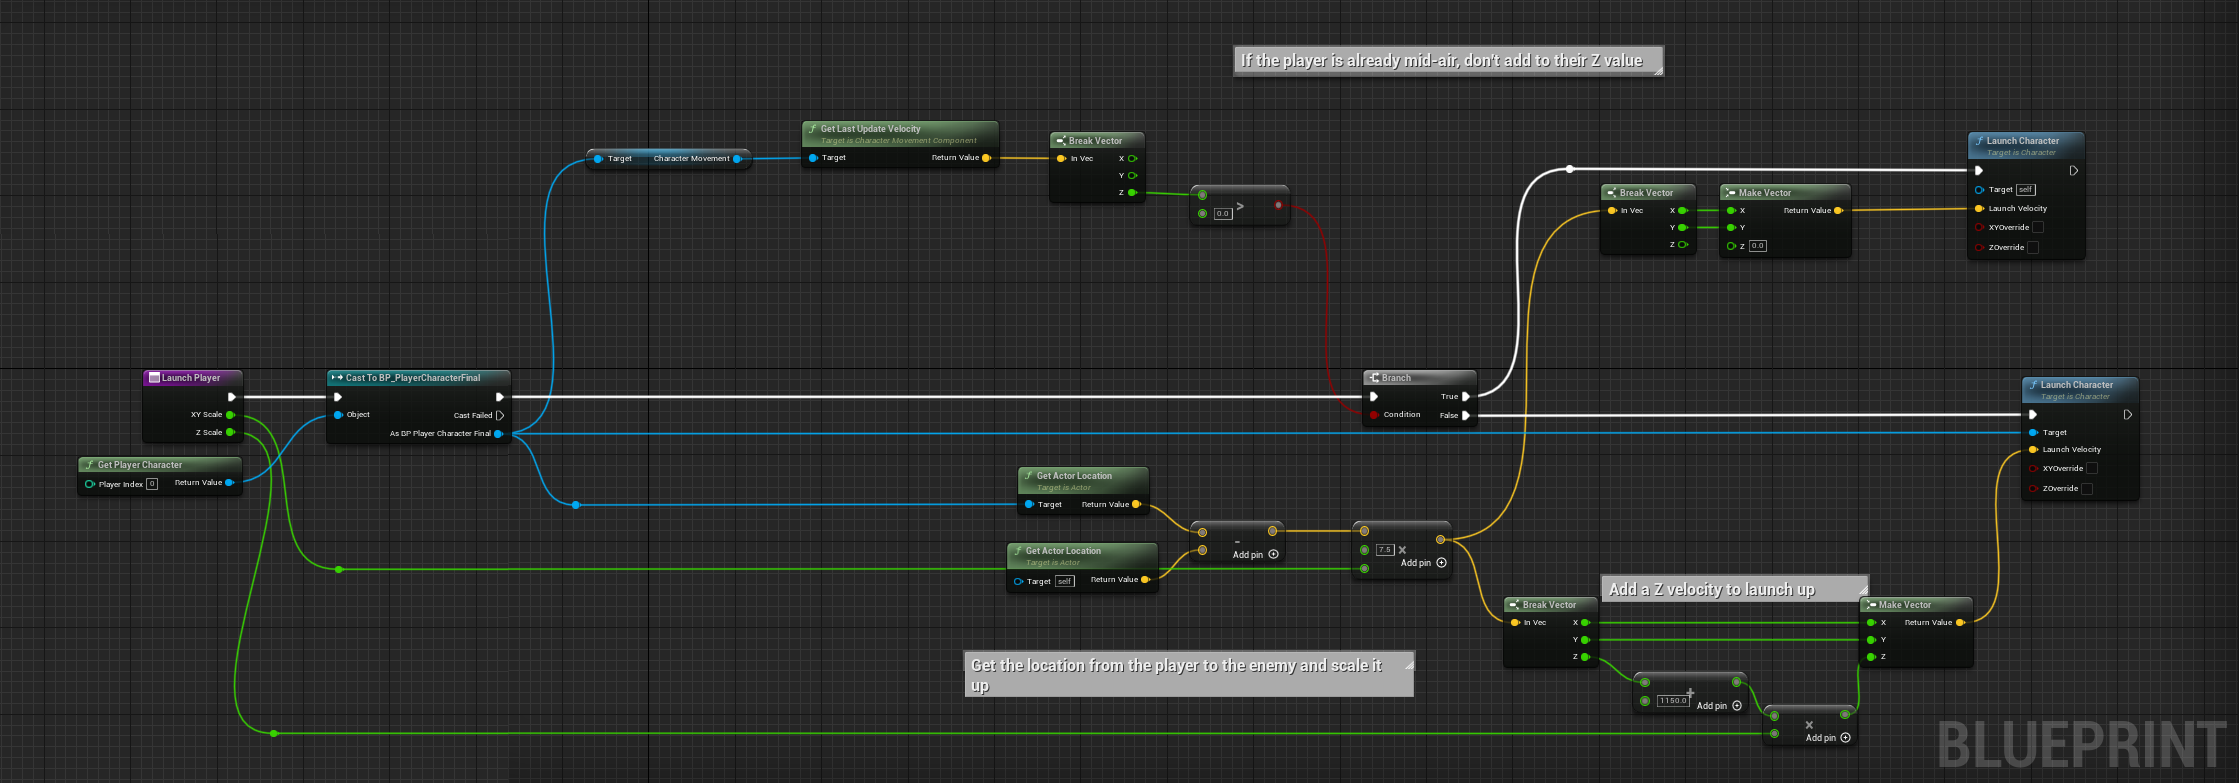 If the player is already mid-air, don't add to their Z value
Get Last Update Velocity
Target is Character Movement Component
Target
Return Value
Target
Character Movement
Break Vector
In Vec
X
Y
Z
0.0
>
Launch Character
Target is Character
Target
self
Launch Velocity
XYOverride
ZOverride
Break Vector
In Vec
X
Y
Z
Make Vector
X
Return Value
Y
Z
0.0
Launch Player
XY Scale
Z Scale
Cast To BP_PlayerCharacterFinal
Object
Cast Failed
As BP Player Character Final
Get Player Character
Player Index
0
Return Value
Branch
True
Condition
False
Launch Character
Target is Character
Target
Launch Velocity
XYOverride
ZOverride
Get Actor Location
Target is Actor
Target
Return Value
Get Actor Location
Target is Actor
Target
self
Return Value
-
Add pin
7.5
x
Add pin
Get the location from the player to the enemy and scale it
up
Add a Z velocity to launch up
Break Vector
In Vec
X
Y
Z
Make Vector
X
Return Value
Y
Z
1150.0
+
Add pin
x
Add pin
BLUEPRINT